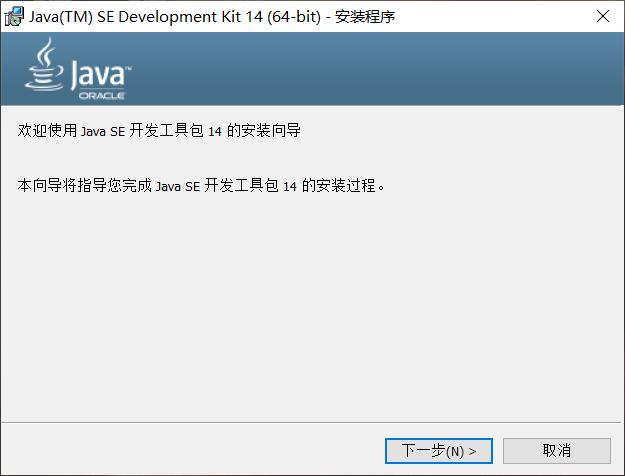 Java(TM) SE Development Kit 14 (64-bit) - 安装程序
Java™
ORACLE
欢迎使用 Java SE 开发工具包 14 的安装向导
本向导将指导您完成 Java SE 开发工具包 14 的安装过程。
下一步(N) >
取消